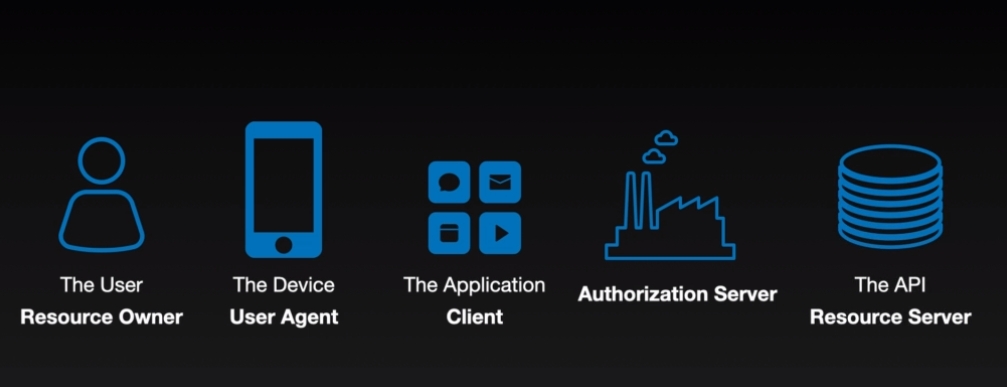 The User
Resource Owner
The Device
User Agent
The Application
Client
Authorization Server
The API
Resource Server